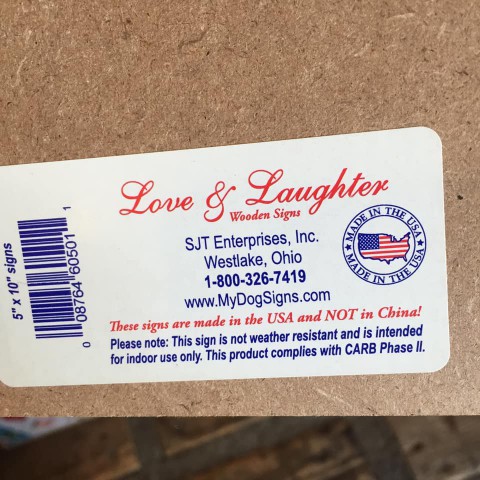 Love & Laughter
Wooden Signs
SJT Enterprises, Inc.
Westlake, Ohio
1-800-326-7419
www.MyDogSigns.com
MADE IN THE USA
MADE IN THE USA
These signs are made in the USA and NOT in China!
Please note: This sign is not weather resistant and is intended
for indoor use only. This product complies with CARB Phase II.
5" x 10" signs
0 08764 60501 1